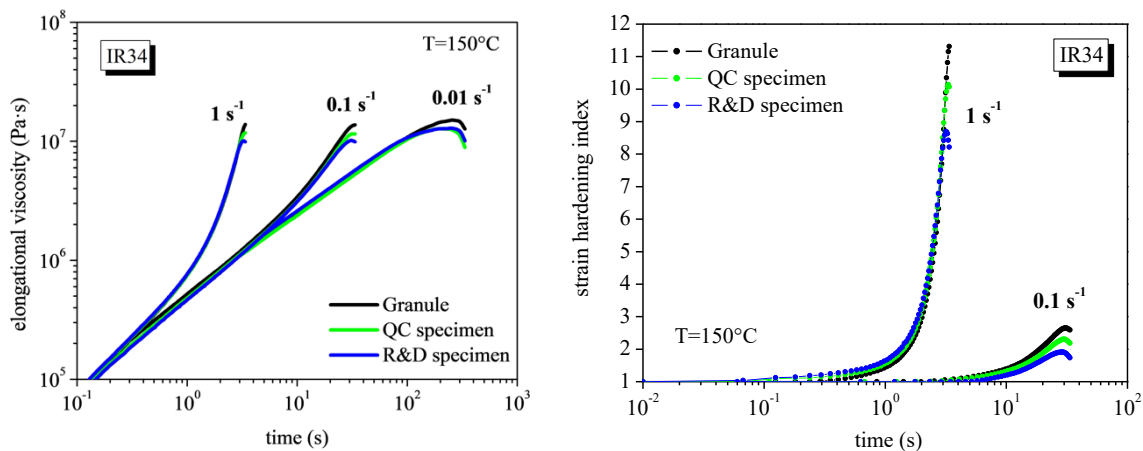 10⁸
10⁷
10⁶
10⁵
elongational viscosity (Pa·s)
IR34
T=150°C
1 s⁻¹
0.1 s⁻¹
0.01 s⁻¹
Granule
QC specimen
R&D specimen
10⁻¹ 10⁰ 10¹ 10² 10³
time (s)
12
11
10
9
8
7
6
5
4
3
2
1
strain hardening index
Granule
QC specimen
R&D specimen
IR34
1 s⁻¹
0.1 s⁻¹
T=150°C
10⁻² 10⁻¹ 10⁰ 10¹ 10²
time (s)